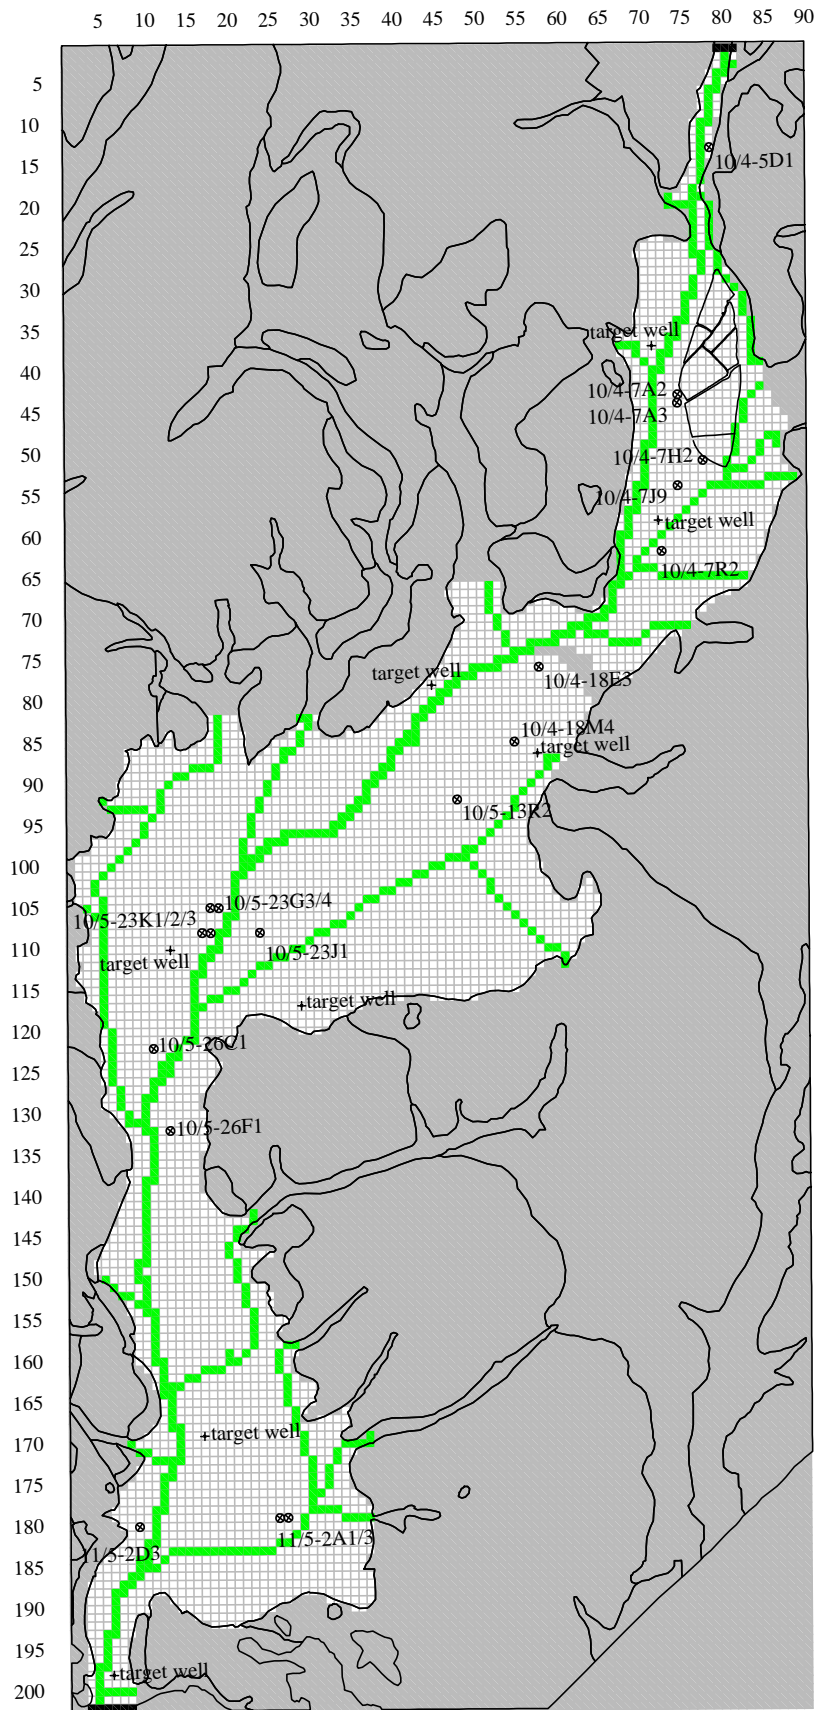 5 10 15 20 25 30 35 40 45 50 55 60 65 70 75 80 85 90
5
10
10/4-5D1
15
20
25
30
35
target well
40
10/4-7A2
45
10/4-7A3
50
10/4-7H2
55
10/4-7J9
target well
60
10/4-7R2
65
70
75
target well
10/4-18E3
80
10/4-18M4
85
target well
90
10/5-13R2
95
100
10/5-23G3/4
105
10/5-23K1/2/3
110
10/5-23J1
target well
115
target well
120
10/5-26C1
125
130
10/5-26F1
135
140
145
150
155
160
165
target well
170
175
180
11/5-2A1/3
11/5-2D3
185
190
195
target well
200